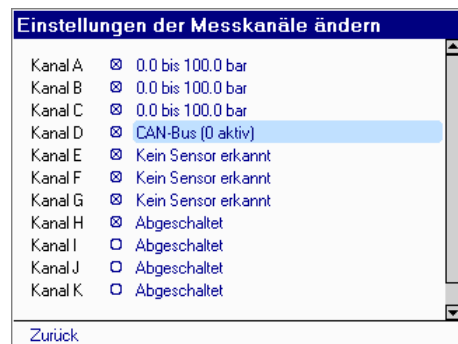 Einstellungen der Messkanäle ändern
Kanal A 0.0 bis 100.0 bar
Kanal B 0.0 bis 100.0 bar
Kanal C 0.0 bis 100.0 bar
Kanal D CAN-Bus (0 aktiv)
Kanal E Kein Sensor erkannt
Kanal F Kein Sensor erkannt
Kanal G Kein Sensor erkannt
Kanal H Abgeschaltet
Kanal I Abgeschaltet
Kanal J Abgeschaltet
Kanal K Abgeschaltet
Zurück